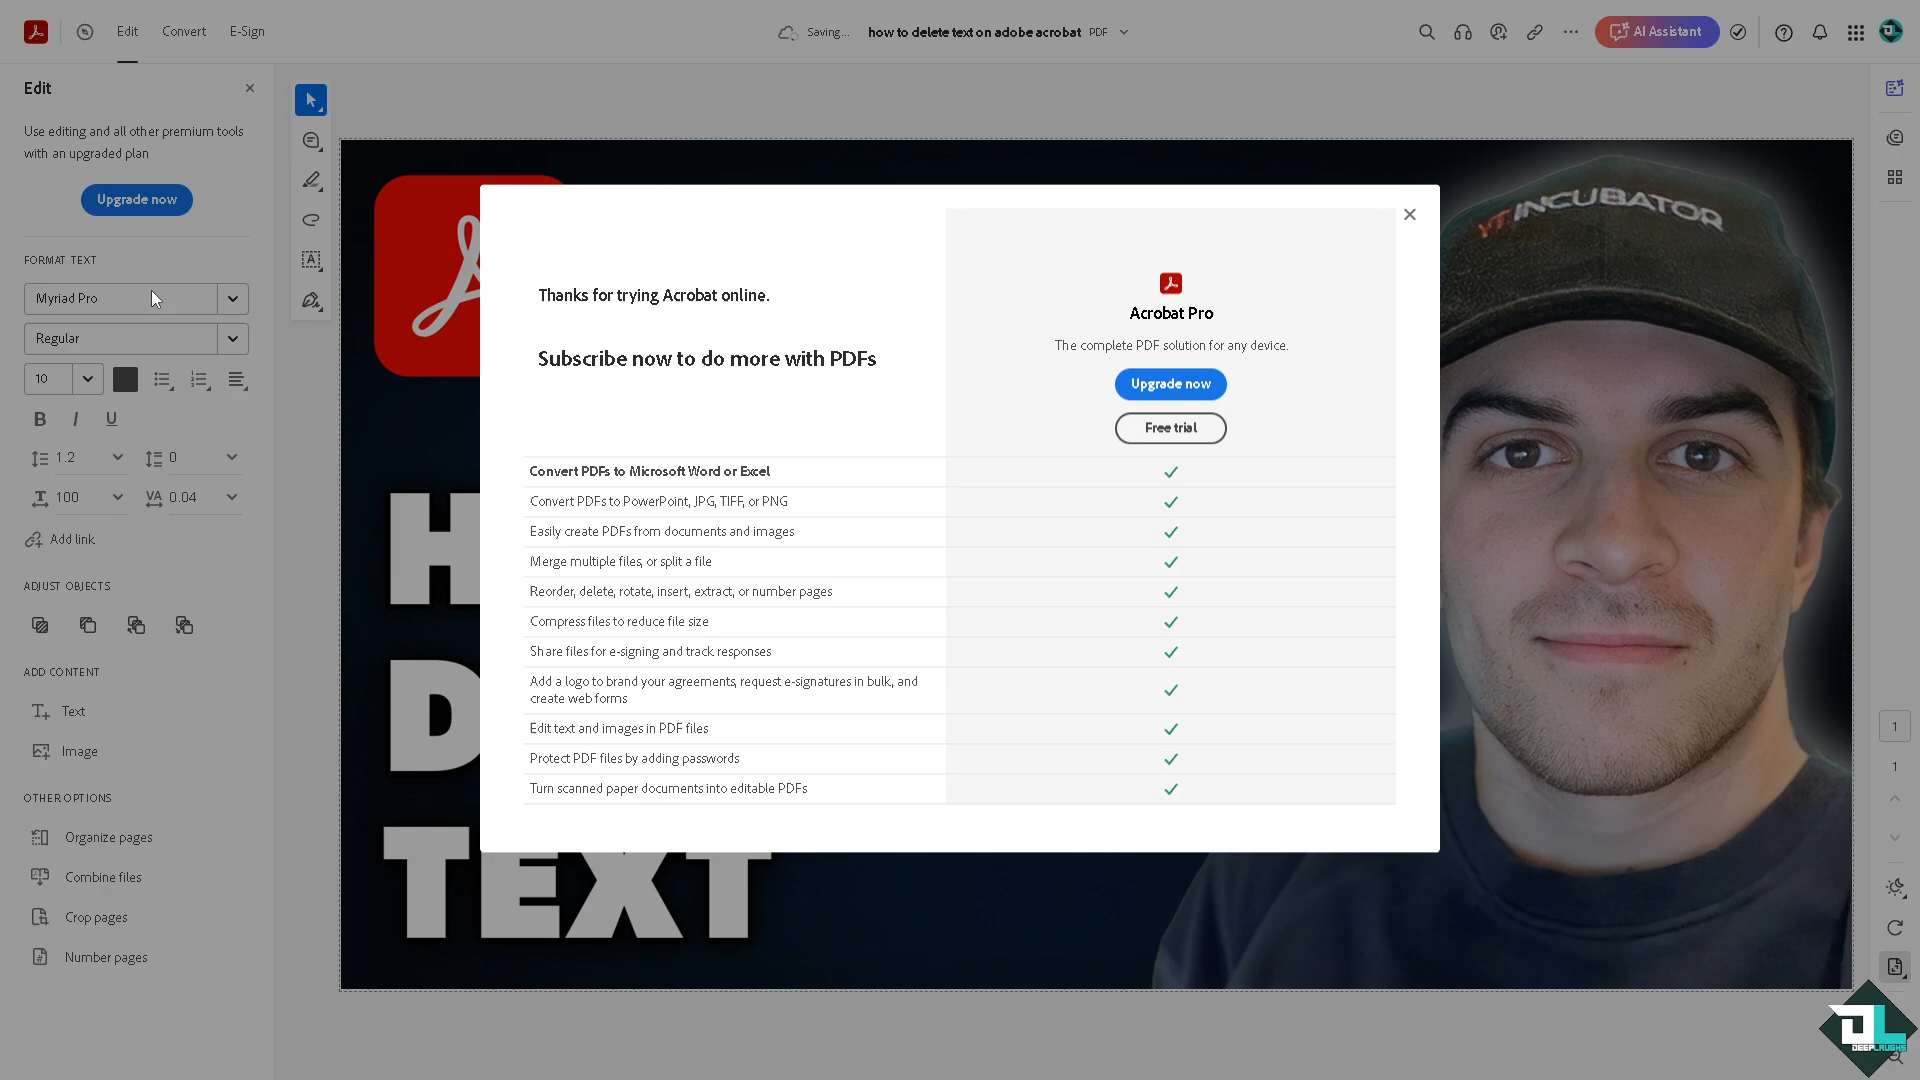 Edit
Convert
E-Sign
Saving...
how to delete text on adobe acrobat PDF
AI Assistant
Edit
Use editing and all other premium tools
with an upgraded plan
Upgrade now
FORMAT TEXT
Myriad Pro
Regular
10
B I U
1.2
0
100
VA 0.04
Add link
ADJUST OBJECTS
ADD CONTENT
Text
Image
OTHER OPTIONS
Organize pages
Combine files
Crop pages
Number pages
Thanks for trying Acrobat online.
Subscribe now to do more with PDFs
Acrobat Pro
The complete PDF solution for any device.
Upgrade now
Free trial
Convert PDFs to Microsoft Word or Excel
Convert PDFs to PowerPoint, JPG, TIFF, or PNG
Easily create PDFs from documents and images
Merge multiple files, or split a file
Reorder, delete, rotate, insert, extract, or number pages
Compress files to reduce file size
Share files for e-signing and track responses
Add a logo to brand your agreements, request e-signatures in bulk, and
create web forms
Edit text and images in PDF files
Protect PDF files by adding passwords
Turn scanned paper documents into editable PDFs
H
D
TEXT
YTINCUBATOR
1
1
DL
DEEPLAUGHS